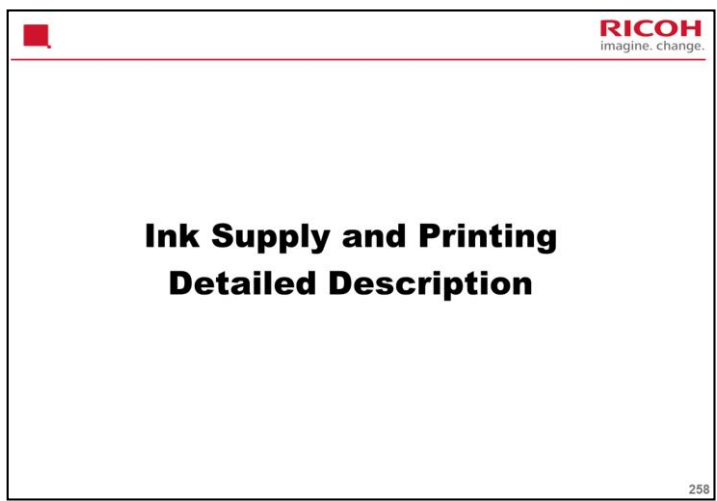 RICOH
imagine. change.
Ink Supply and Printing
Detailed Description
258